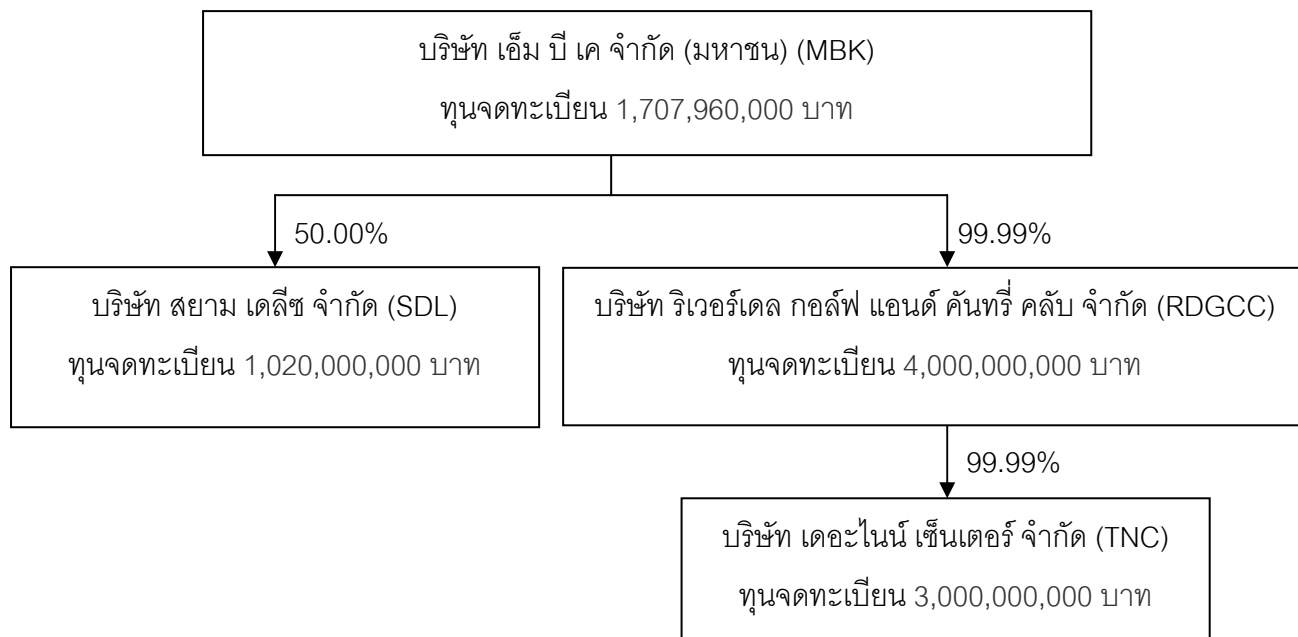 บริษัท เอ็ม บี เค จำกัด (มหาชน) (MBK)
ทุนจดทะเบียน 1,707,960,000 บาท
50.00%
99.99%
บริษัท สยาม เดลีซ จำกัด (SDL)
ทุนจดทะเบียน 1,020,000,000 บาท
บริษัท ริเวอร์เดล กอล์ฟ แอนด์ คันทรี่ คลับ จำกัด (RDGCC)
ทุนจดทะเบียน 4,000,000,000 บาท
99.99%
บริษัท เดอะไนน์ เซ็นเตอร์ จำกัด (TNC)
ทุนจดทะเบียน 3,000,000,000 บาท